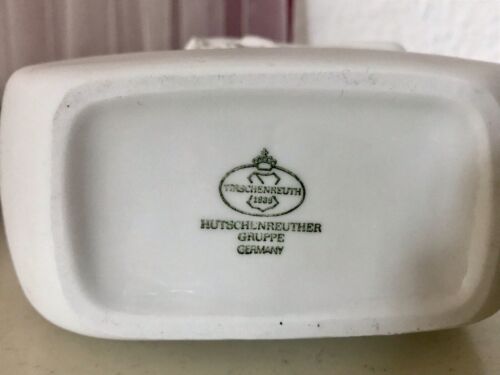 TIRSCHENREUTH
1838
HUTSCHENREUTHER
GRUPPE
GERMANY